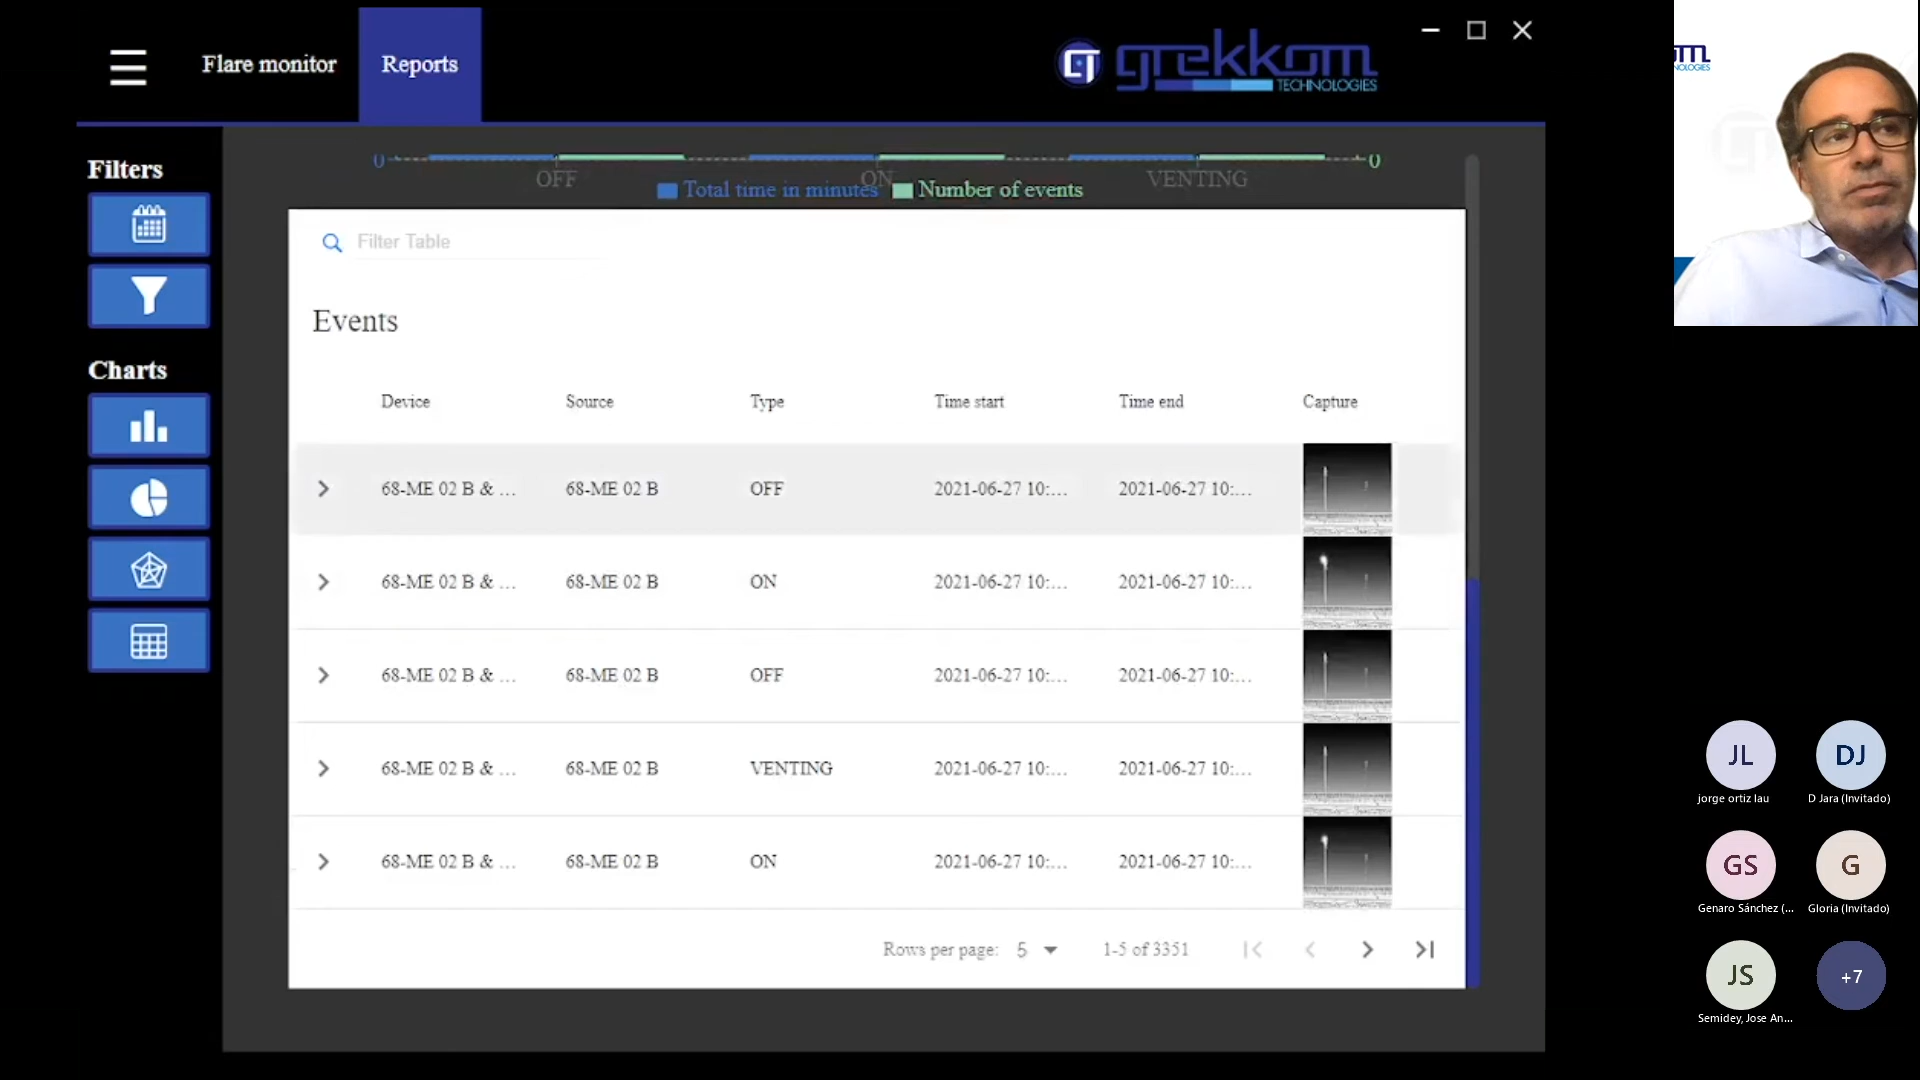 Flare monitor
Reports
grekkom
TECHNOLOGIES
Filters
Charts
0
0
OFF
ON
VENTING
Total time in minutes
Number of events
Filter Table
Events
Device Source Type Time start Time end Capture
68-ME 02 B & ... 68-ME 02 B OFF 2021-06-27 10:... 2021-06-27 10:...
68-ME 02 B & ... 68-ME 02 B ON 2021-06-27 10:... 2021-06-27 10:...
68-ME 02 B & ... 68-ME 02 B OFF 2021-06-27 10:... 2021-06-27 10:...
68-ME 02 B & ... 68-ME 02 B VENTING 2021-06-27 10:... 2021-06-27 10:...
68-ME 02 B & ... 68-ME 02 B ON 2021-06-27 10:... 2021-06-27 10:...
Rows per page: 5 1-5 of 3351
JL
jorge ortiz lau
DJ
D Jara (Invitado)
GS
Genaro Sánchez (...
G
Gloria (Invitado)
JS
Semidey, Jose An...
+7